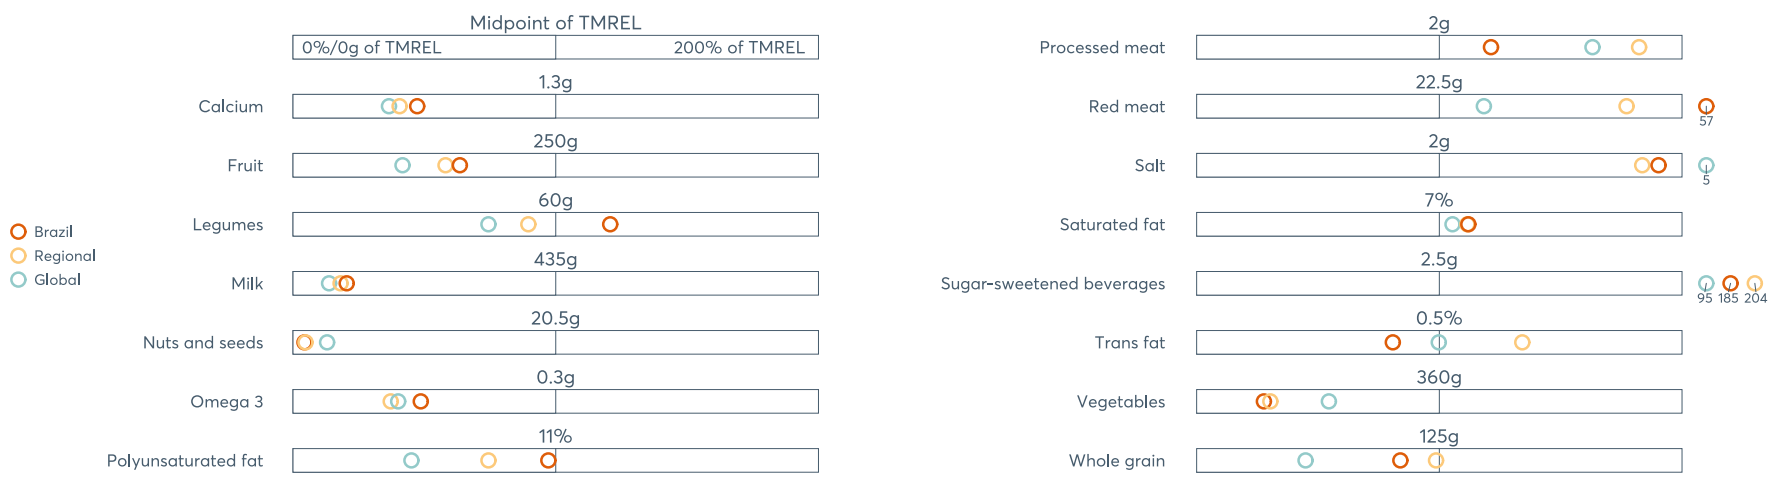 Midpoint of TMREL
0%/0g of TMREL 200% of TMREL
Calcium
1.3g
Fruit
250g
Legumes
60g
Milk
435g
Nuts and seeds
20.5g
Omega 3
0.3g
Polyunsaturated fat
11%
Brazil
Regional
Global
Processed meat
2g
Red meat
22.5g
57
Salt
2g
5
Saturated fat
7%
Sugar-sweetened beverages
2.5g
95 185 204
Trans fat
0.5%
Vegetables
360g
Whole grain
125g